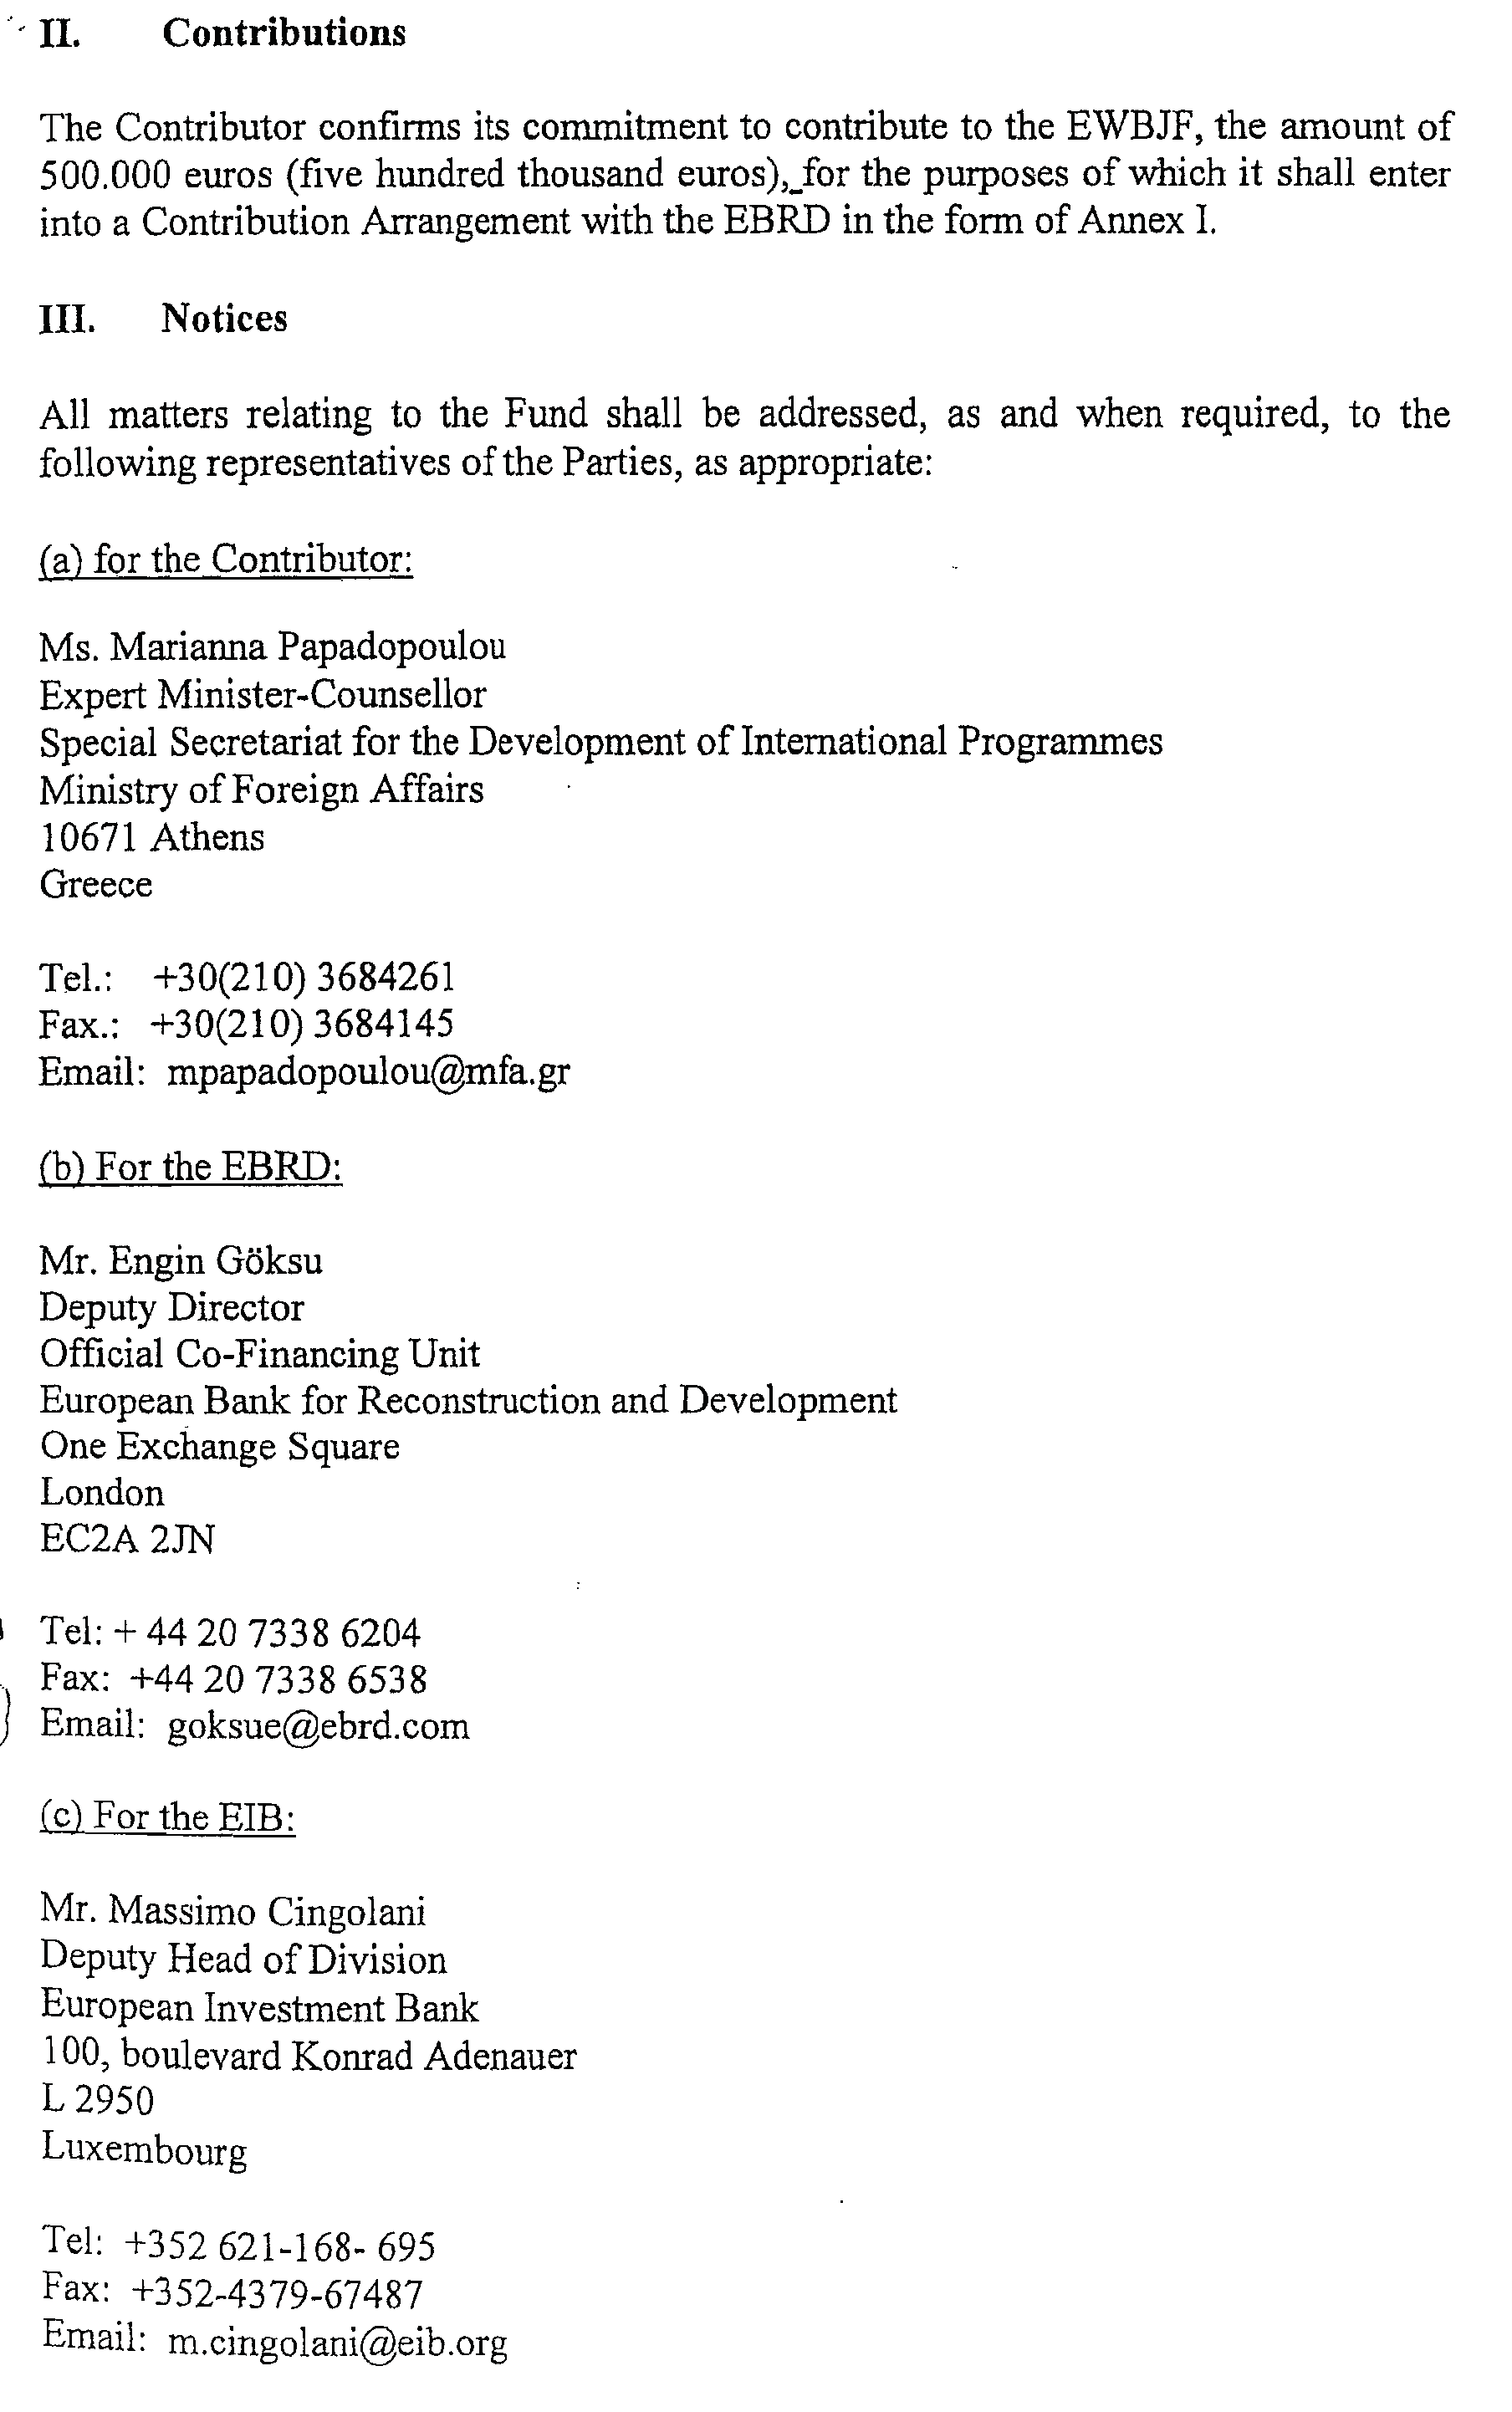 II. Contributions
The Contributor confirms its commitment to contribute to the EWBJF, the amount of
500.000 euros (five hundred thousand euros), for the purposes of which it shall enter
into a Contribution Arrangement with the EBRD in the form of Annex I.
III. Notices
All matters relating to the Fund shall be addressed, as and when required, to the
following representatives of the Parties, as appropriate:
(a) for the Contributor:
Ms. Marianna Papadopoulou
Expert Minister-Counsellor
Special Secretariat for the Development of International Programmes
Ministry of Foreign Affairs
10671 Athens
Greece
Tel.: +30(210) 3684261
Fax.: +30(210) 3684145
Email: mpapadopoulou@mfa.gr
(b) For the EBRD:
Mr. Engin Göksu
Deputy Director
Official Co-Financing Unit
European Bank for Reconstruction and Development
One Exchange Square
London
EC2A 2JN
Tel: + 44 20 7338 6204
Fax: +44 20 7338 6538
Email: goksue@ebrd.com
(c) For the EIB:
Mr. Massimo Cingolani
Deputy Head of Division
European Investment Bank
100, boulevard Konrad Adenauer
L 2950
Luxembourg
Tel: +352 621-168- 695
Fax: +352-4379-67487
Email: m.cingolani@eib.org